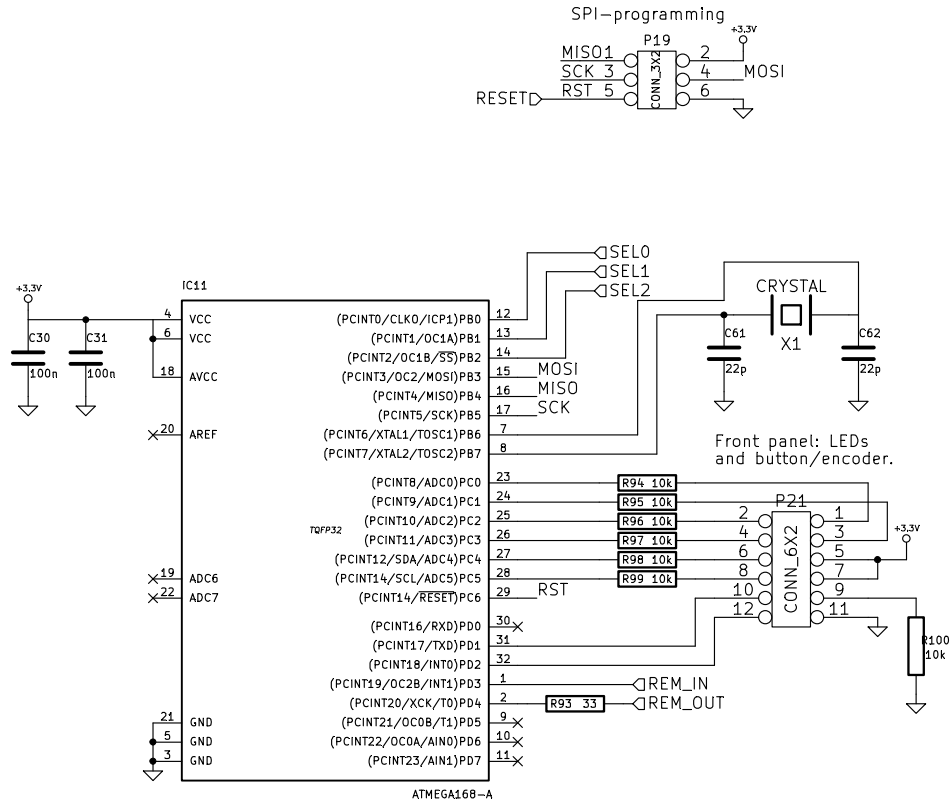 SPI-programming
+3.3V
P19
MISO 1
2
SCK 3
4 MOSI
RESET RST 5
6
CONN_3X2
IC11
+3.3V
C30
100n
C31
100n
4 VCC
6 VCC
18 AVCC
20 AREF
19 ADC6
22 ADC7
21 GND
5 GND
3 GND
TQFP32
(PCINT0/CLKO/ICP1)PB0 12
(PCINT1/OC1A)PB1 13
(PCINT2/OC1B/SS)PB2 14
(PCINT3/OC2/MOSI)PB3 15 MOSI
(PCINT4/MISO)PB4 16 MISO
(PCINT5/SCK)PB5 17 SCK
(PCINT6/XTAL1/TOSC1)PB6 7
(PCINT7/XTAL2/TOSC2)PB7 8
(PCINT8/ADC0)PC0 23
(PCINT9/ADC1)PC1 24
(PCINT10/ADC2)PC2 25
(PCINT11/ADC3)PC3 26
(PCINT12/SDA/ADC4)PC4 27
(PCINT14/SCL/ADC5)PC5 28
(PCINT14/RESET)PC6 29 RST
(PCINT16/RXD)PD0 30
(PCINT17/TXD)PD1 31
(PCINT18/INT0)PD2 32
(PCINT19/OC2B/INT1)PD3 1
(PCINT20/XCK/T0)PD4 2
(PCINT21/OC0B/T1)PD5 9
(PCINT22/OC0A/AIN0)PD6 10
(PCINT23/AIN1)PD7 11
ATMEGA168-A
SEL0
SEL1
SEL2
CRYSTAL
X1
C61
22p
C62
22p
Front panel: LEDs
and button/encoder.
R94 10k
R95 10k
R96 10k
R97 10k
R98 10k
R99 10k
P21
2 1
4 3
6 5
8 7
10 9
12 11
CONN_6X2
+3.3V
R100
10k
REM_IN
R93 33
REM_OUT